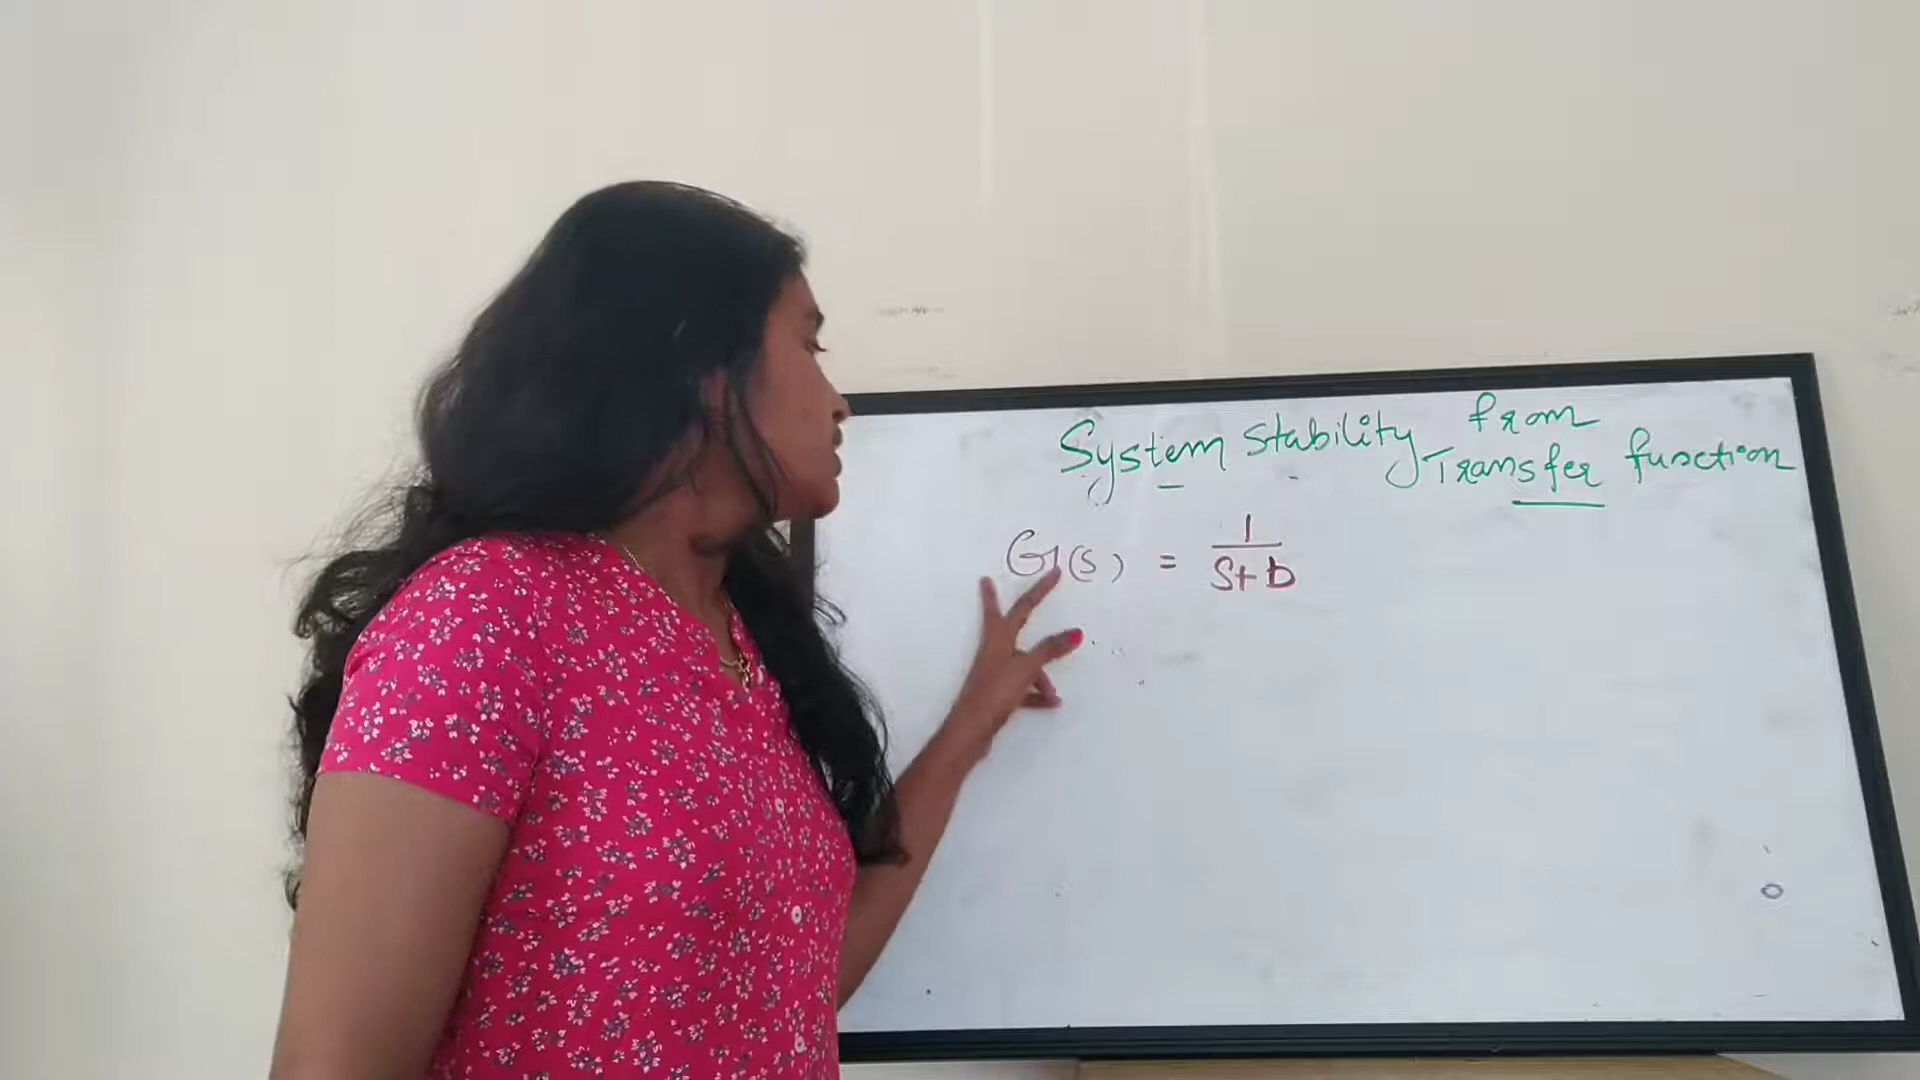 System Stability from
Transfer function
G(s) = 1/(S+b)